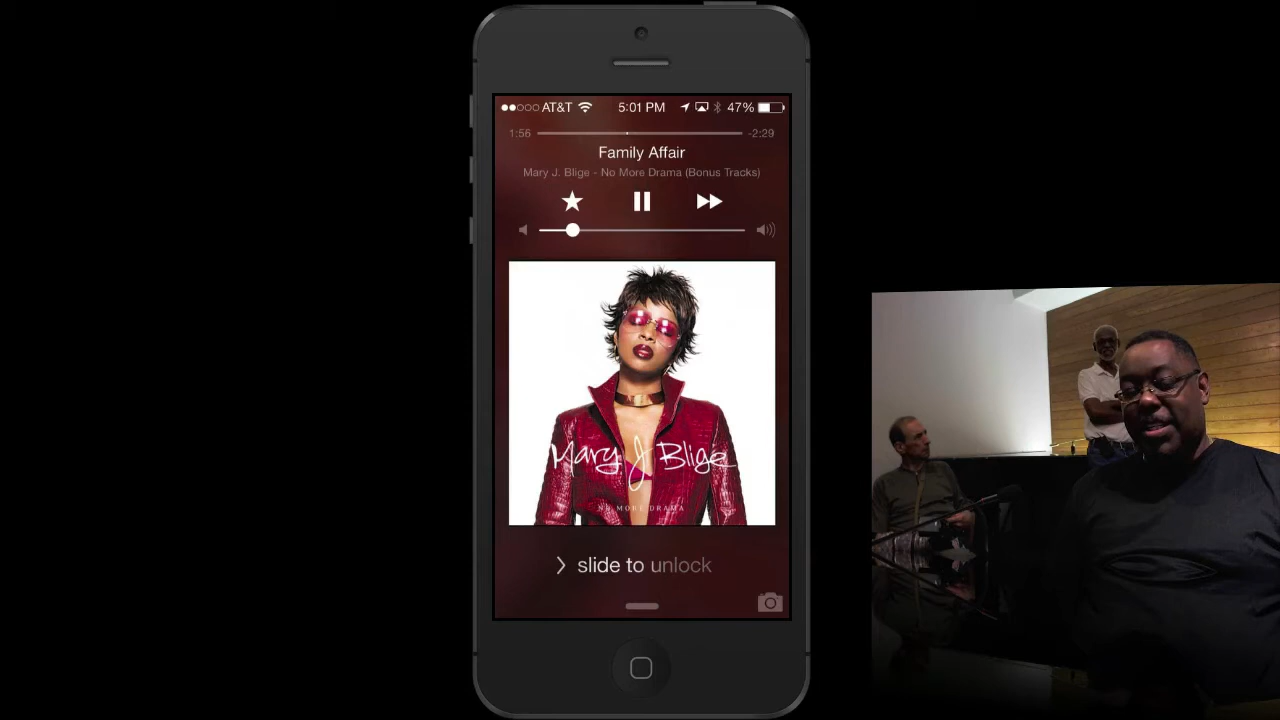 AT&T 5:01 PM 47%
1:56 -2:29
Family Affair
Mary J. Blige - No More Drama (Bonus Tracks)
Mary J Blige
NO MORE DRAMA
slide to unlock